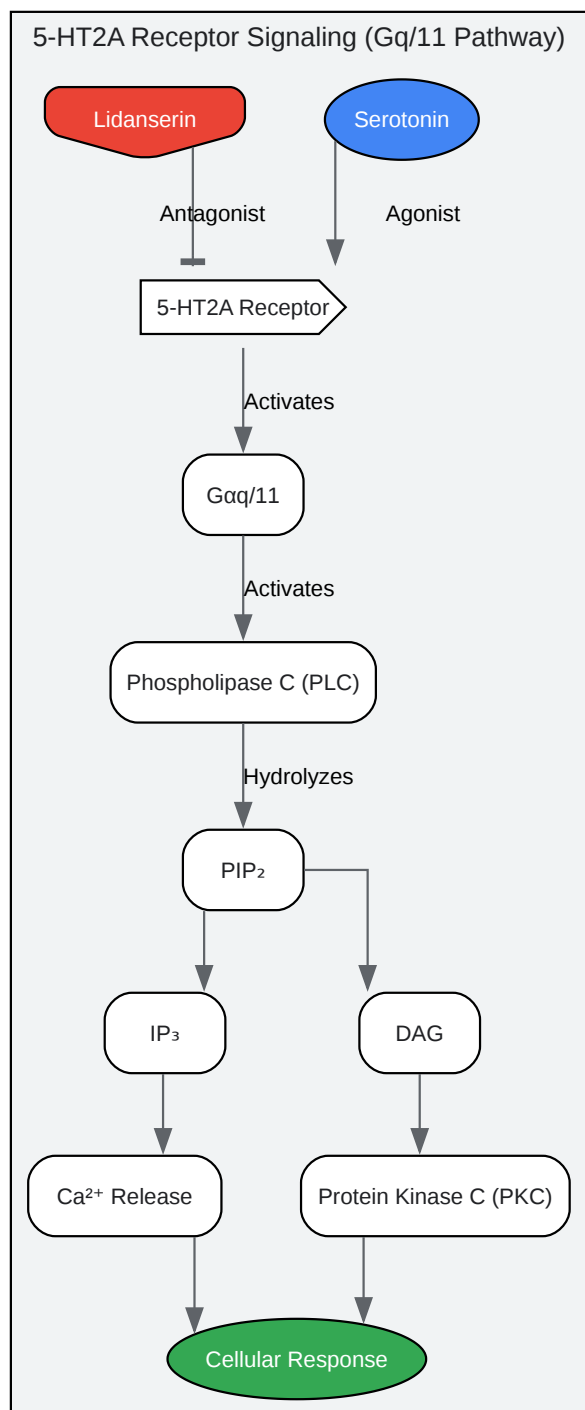 5-HT2A Receptor Signaling (Gq/11 Pathway)
Lidanserin
Serotonin
Antagonist
Agonist
5-HT2A Receptor
Activates
Gαq/11
Activates
Phospholipase C (PLC)
Hydrolyzes
PIP₂
IP₃
DAG
Ca²⁺ Release
Protein Kinase C (PKC)
Cellular Response